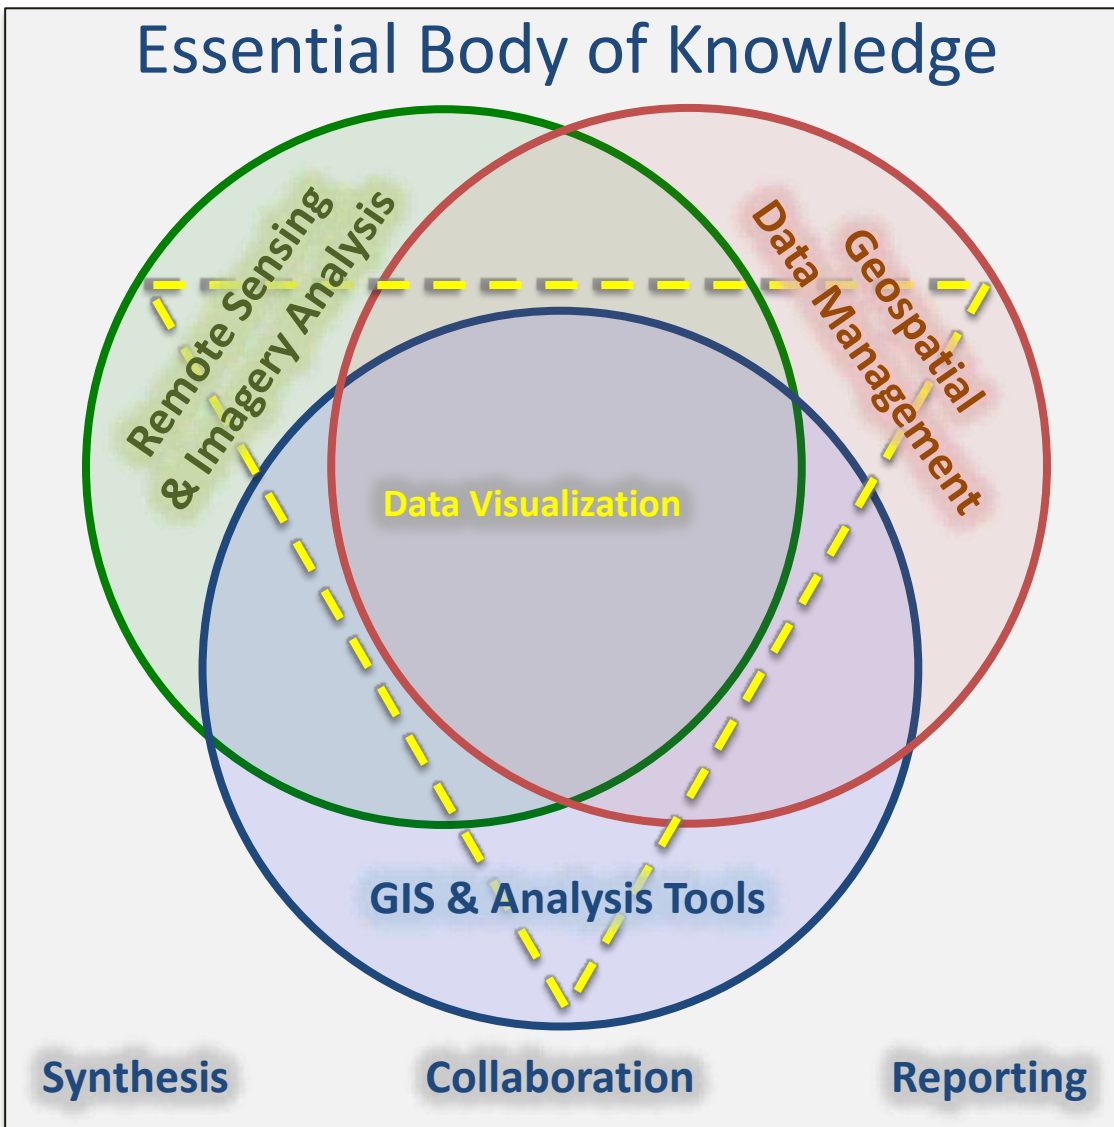 Essential Body of Knowledge
Remote Sensing
& Imagery Analysis
Geospatial
Data Management
Data Visualization
GIS & Analysis Tools
Synthesis
Collaboration
Reporting